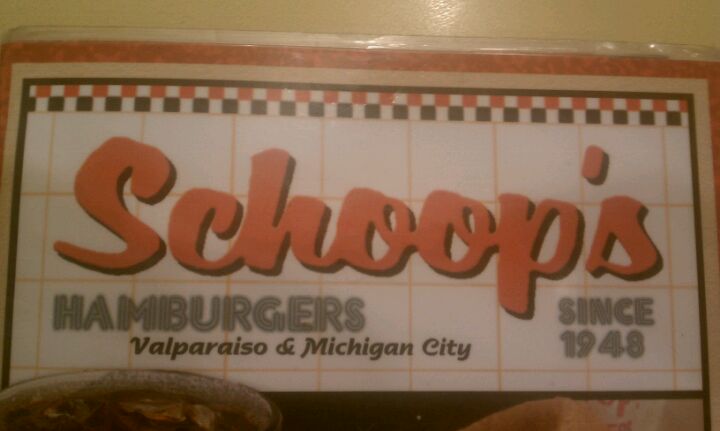 Schoop's
HAMBURGERS
Valparaiso & Michigan City
SINCE
1948